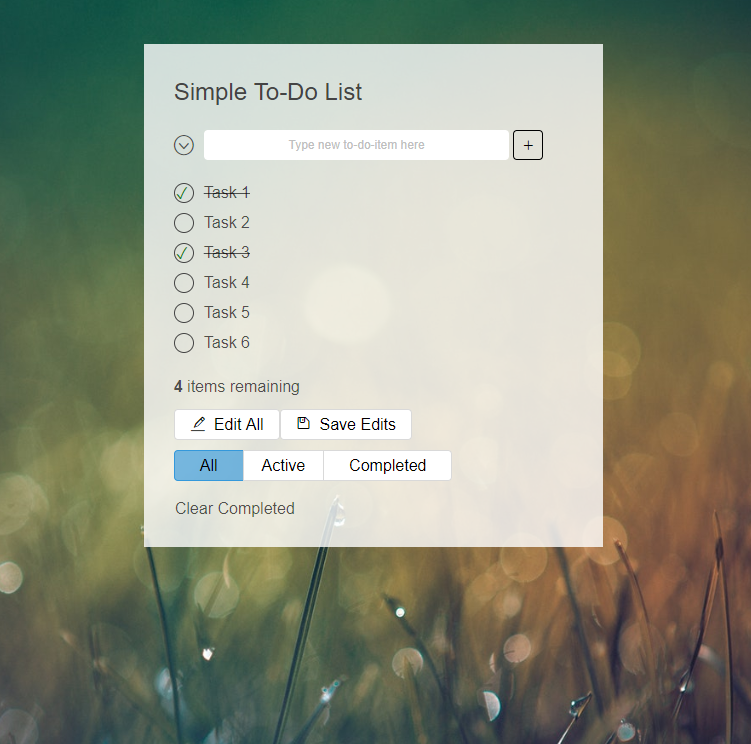 Simple To-Do List
Type new to-do-item here
+
Task 1
Task 2
Task 3
Task 4
Task 5
Task 6
4 items remaining
Edit All Save Edits
All Active Completed
Clear Completed